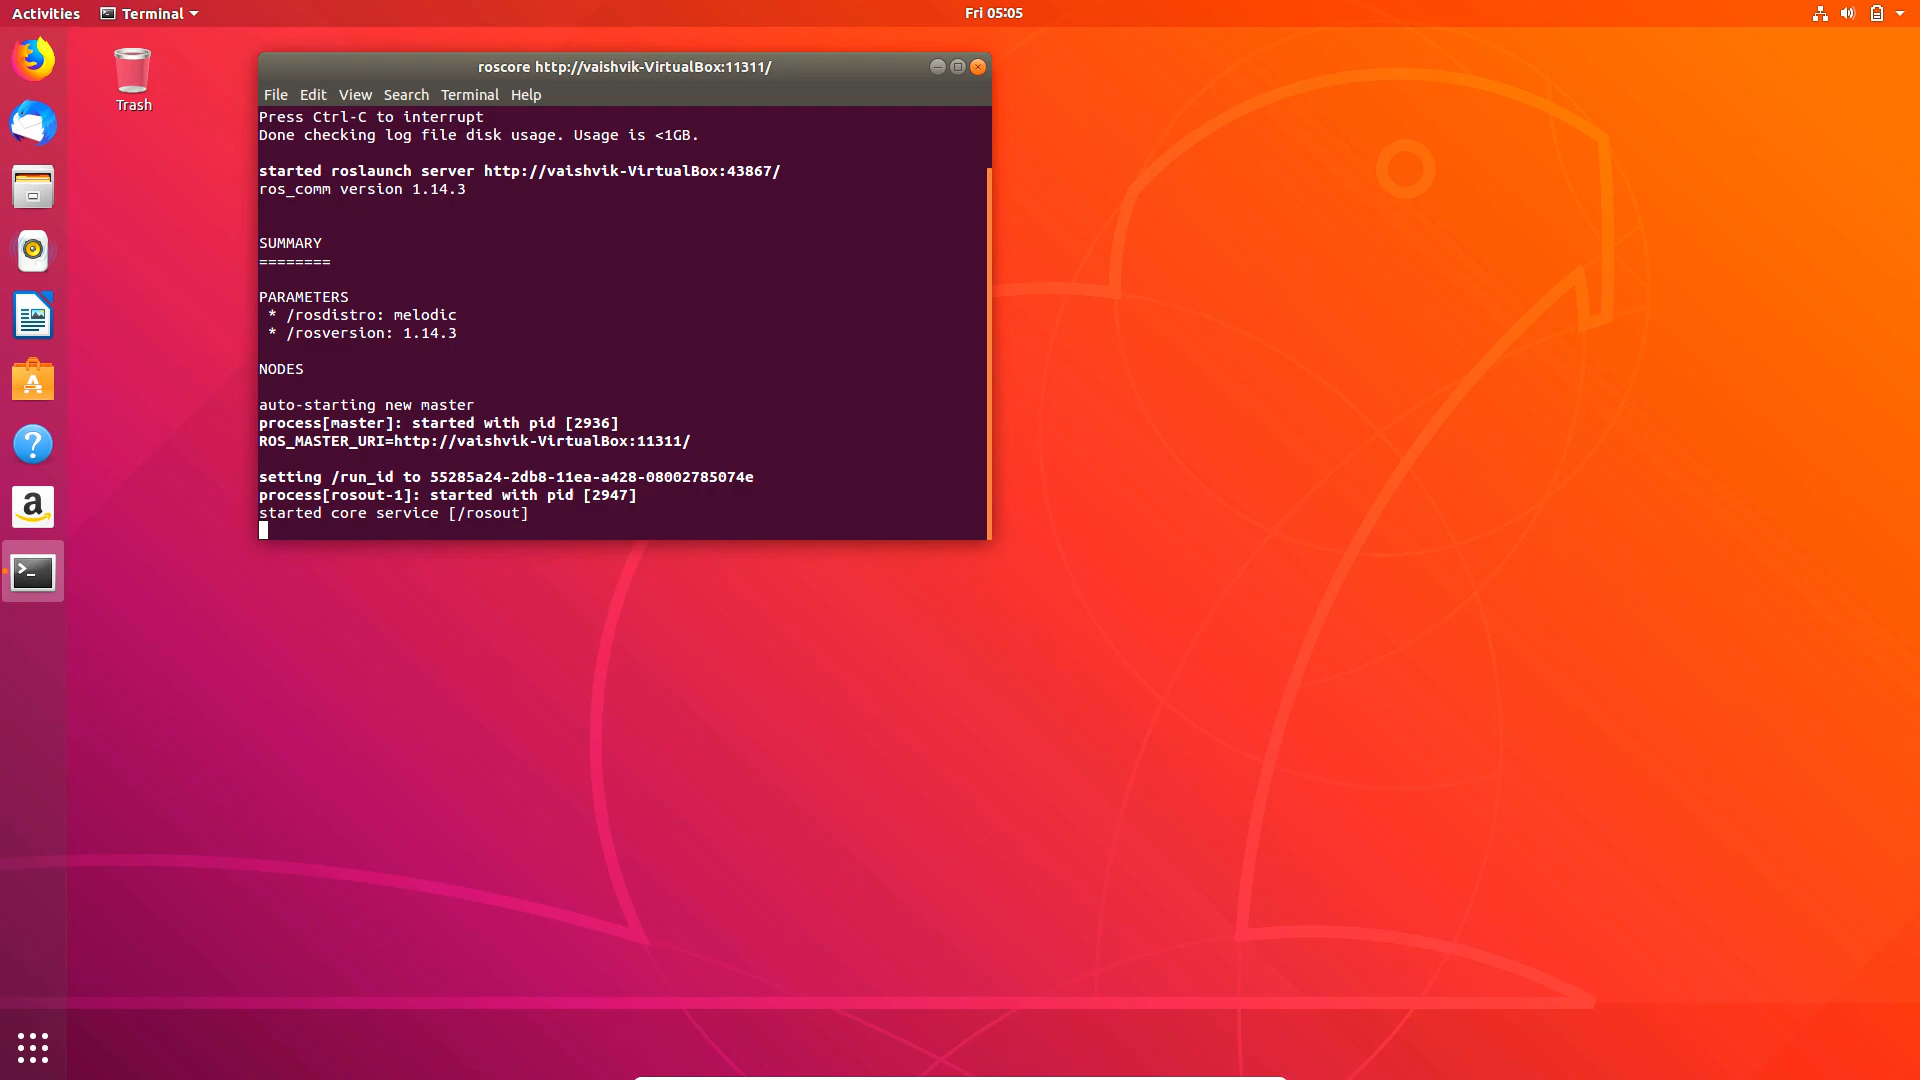 Activities Terminal Fri 05:05
Trash
roscore http://vaishvik-VirtualBox:11311/
File Edit View Search Terminal Help
Press Ctrl-C to interrupt
Done checking log file disk usage. Usage is <1GB.
started roslaunch server http://vaishvik-VirtualBox:43867/
ros_comm version 1.14.3
SUMMARY
========
PARAMETERS
* /rosdistro: melodic
* /rosversion: 1.14.3
NODES
auto-starting new master
process[master]: started with pid [2936]
ROS_MASTER_URI=http://vaishvik-VirtualBox:11311/
setting /run_id to 55285a24-2db8-11ea-a428-08002785074e
process[rosout-1]: started with pid [2947]
started core service [/rosout]